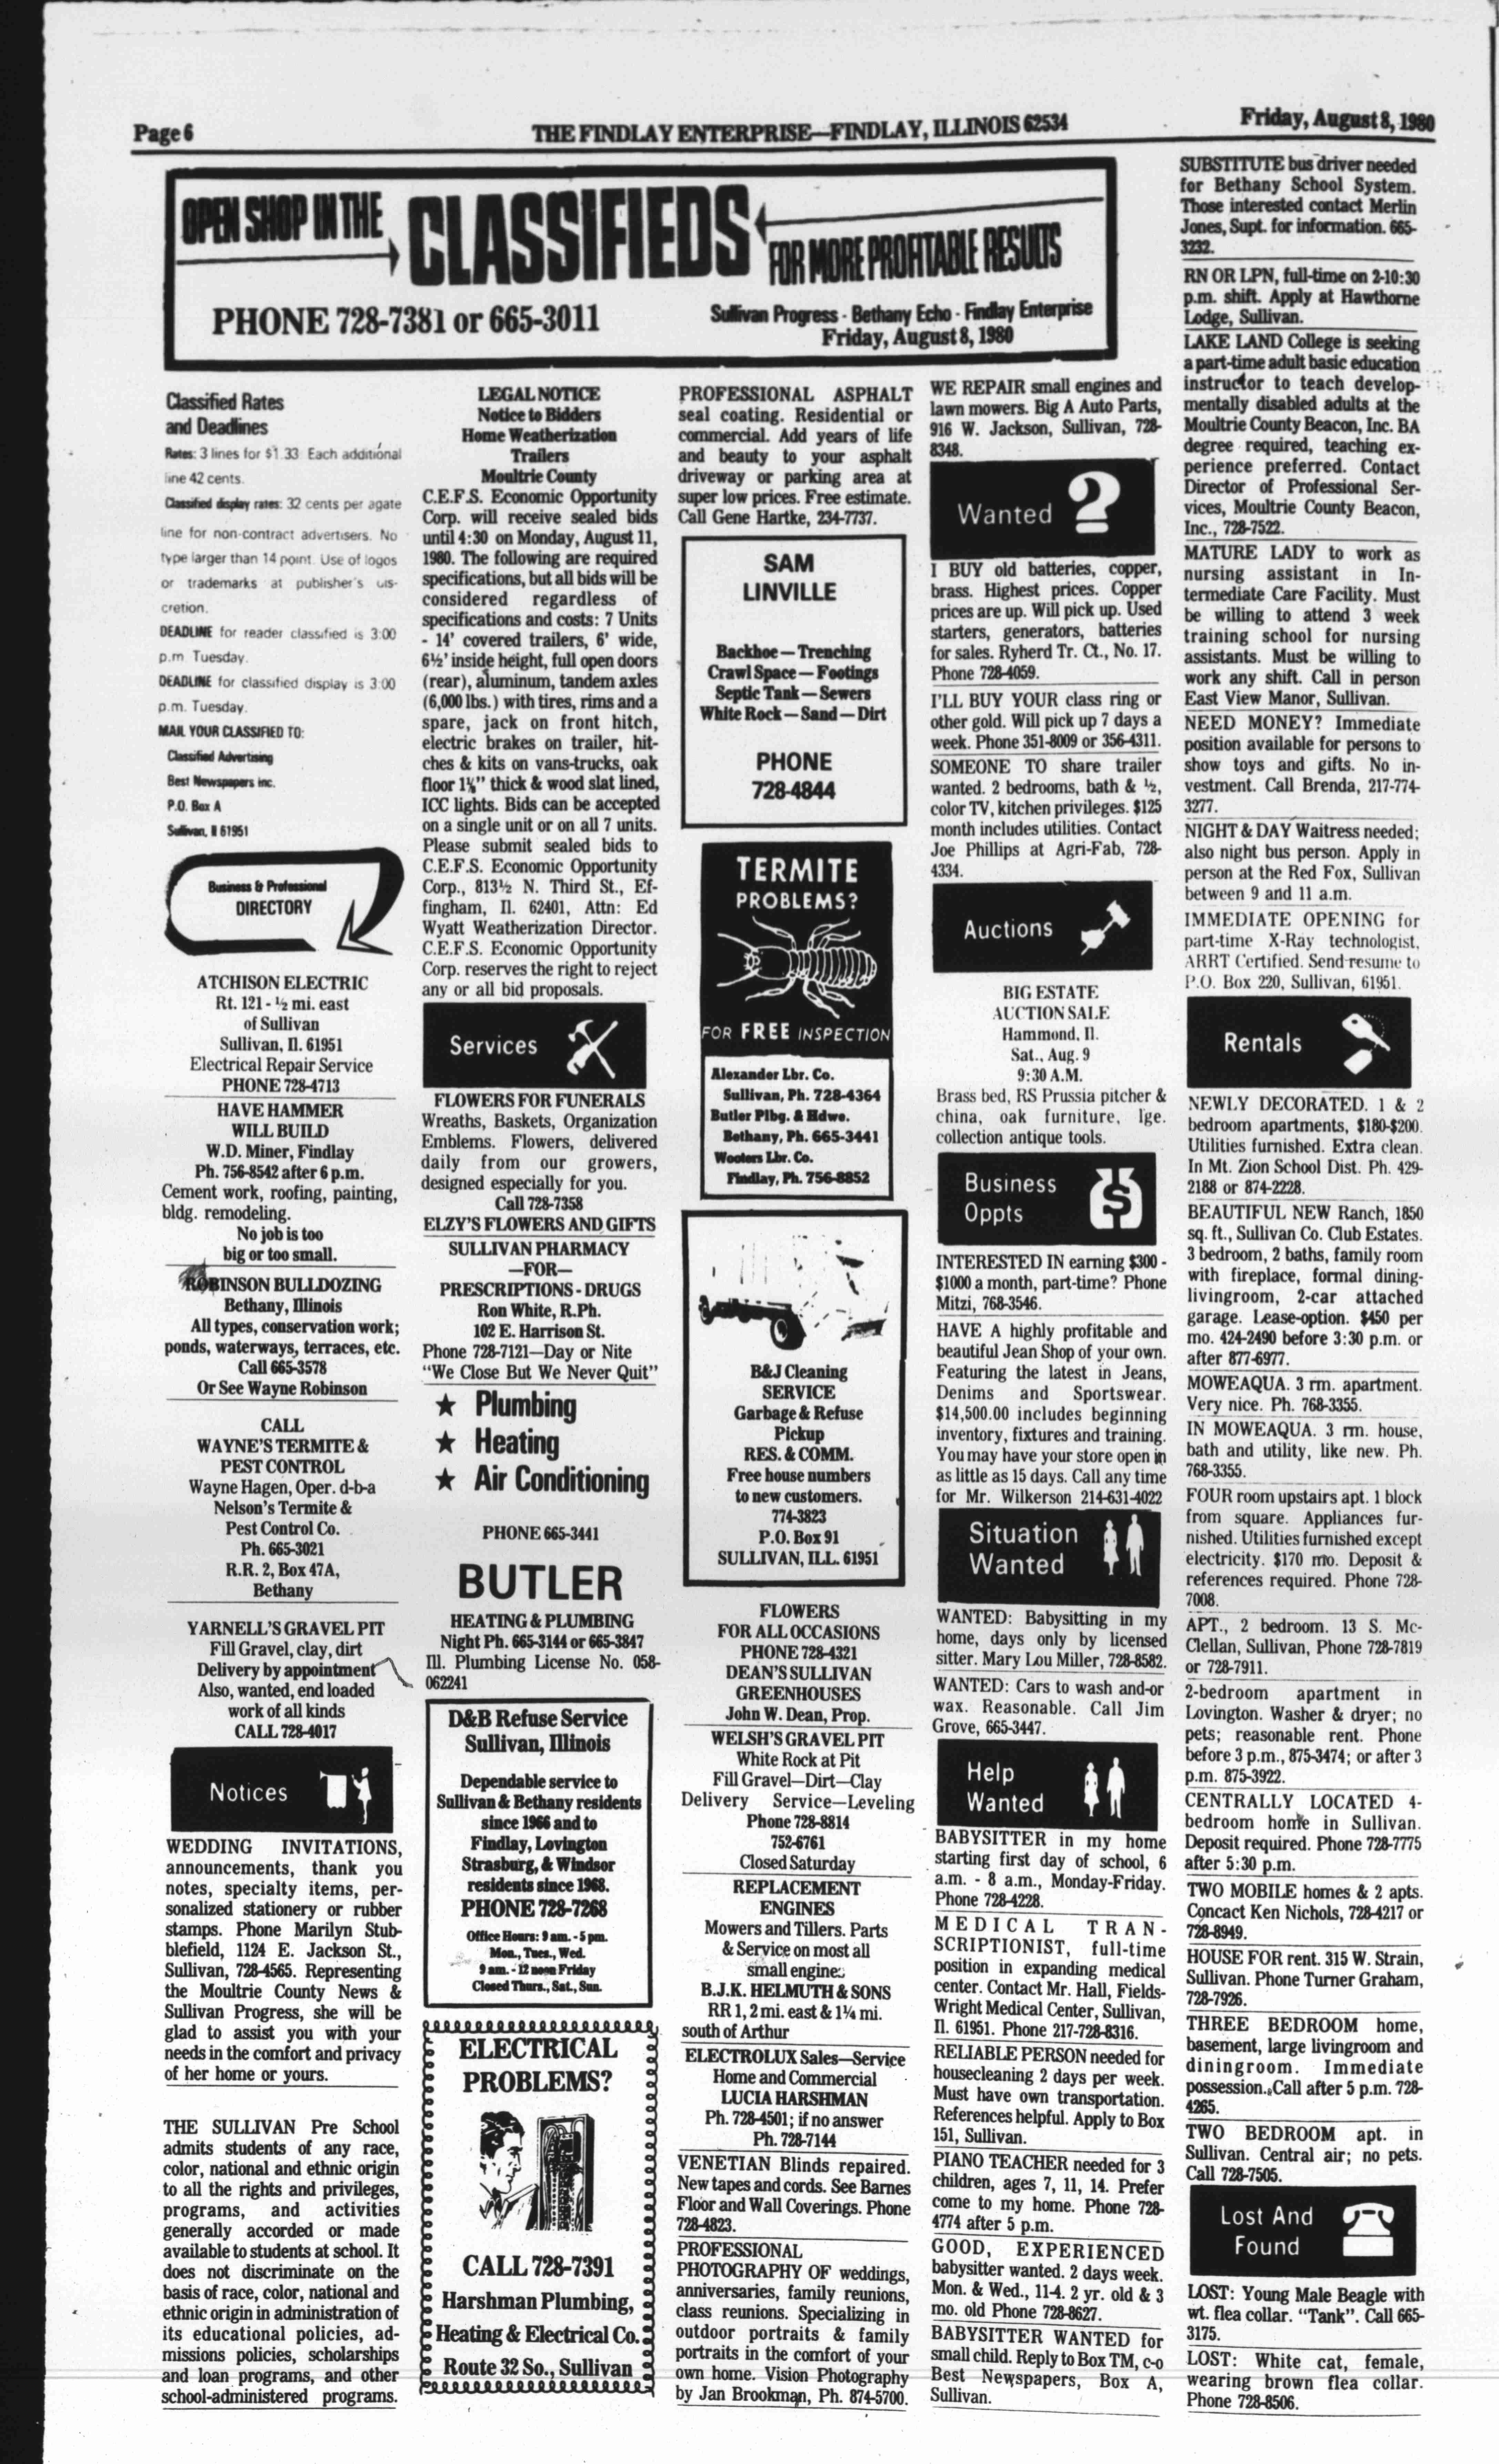 Page 6
THE FINDLAY ENTERPRISE—FINDLAY, ILLINOIS 62534
Friday, August 8, 1980
OPEN SHOP IN THE
CLASSIFIEDS
FOR MORE PROFITABLE RESULTS
PHONE 728-7381 or 665-3011
Sullivan Progress - Bethany Echo - Findlay Enterprise
Friday, August 8, 1980
Classified Rates
and Deadlines
Rates: 3 lines for $1.33 Each additional
line 42 cents.
Classified display rates: 32 cents per agate
line for non-contract advertisers. No
type larger than 14 point. Use of logos
or trademarks at publisher's dis-
cretion.
DEADLINE for reader classified is 3:00
p.m. Tuesday.
DEADLINE for classified display is 3:00
p.m. Tuesday.
MAIL YOUR CLASSIFIED TO:
Classified Advertising
Best Newspapers inc.
P.O. Box A
Sullivan, Il 61951
Business & Professional
DIRECTORY
ATCHISON ELECTRIC
Rt. 121 - ½ mi. east
of Sullivan
Sullivan, Il. 61951
Electrical Repair Service
PHONE 728-4713
HAVE HAMMER
WILL BUILD
W.D. Miner, Findlay
Ph. 756-8542 after 6 p.m.
Cement work, roofing, painting,
bldg. remodeling.
No job is too
big or too small.
ROBINSON BULLDOZING
Bethany, Illinois
All types, conservation work;
ponds, waterways, terraces, etc.
Call 665-3578
Or See Wayne Robinson
CALL
WAYNE'S TERMITE &
PEST CONTROL
Wayne Hagen, Oper. d-b-a
Nelson's Termite &
Pest Control Co.
Ph. 665-3021
R.R. 2, Box 47A,
Bethany
YARNELL'S GRAVEL PIT
Fill Gravel, clay, dirt
Delivery by appointment
Also, wanted, end loaded
work of all kinds
CALL 728-4017
Notices
WEDDING INVITATIONS,
announcements, thank you
notes, specialty items, per-
sonalized stationery or rubber
stamps. Phone Marilyn Stub-
blefield, 1124 E. Jackson St.,
Sullivan, 728-4565. Representing
the Moultrie County News &
Sullivan Progress, she will be
glad to assist you with your
needs in the comfort and privacy
of her home or yours.
THE SULLIVAN Pre School
admits students of any race,
color, national and ethnic origin
to all the rights and privileges,
programs, and activities
generally accorded or made
available to students at school. It
does not discriminate on the
basis of race, color, national and
ethnic origin in administration of
its educational policies, ad-
missions policies, scholarships
and loan programs, and other
school-administered programs.
LEGAL NOTICE
Notice to Bidders
Home Weatherization
Trailers
Moultrie County
C.E.F.S. Economic Opportunity
Corp. will receive sealed bids
until 4:30 on Monday, August 11,
1980. The following are required
specifications, but all bids will be
considered regardless of
specifications and costs: 7 Units
- 14' covered trailers, 6' wide,
6½' inside height, full open doors
(rear), aluminum, tandem axles
(6,000 lbs.) with tires, rims and a
spare, jack on front hitch,
electric brakes on trailer, hit-
ches & kits on vans-trucks, oak
floor thick & wood slat lined,
ICC lights. Bids can be accepted
on a single unit or on all 7 units.
Please submit sealed bids to
C.E.F.S. Economic Opportunity
Corp., 813½ N. Third St., Ef-
fingham, Il. 62401, Attn: Ed
Wyatt Weatherization Director.
C.E.F.S. Economic Opportunity
Corp. reserves the right to reject
any or all bid proposals.
Services
FLOWERS FOR FUNERALS
Wreaths, Baskets, Organization
Emblems. Flowers, delivered
daily from our growers,
designed especially for you.
Call 728-7358
ELZY'S FLOWERS AND GIFTS
SULLIVAN PHARMACY
—FOR—
PRESCRIPTIONS - DRUGS
Ron White, R.Ph.
102 E. Harrison St.
Phone 728-7121—Day or Nite
"We Close But We Never Quit"
★ Plumbing
★ Heating
★ Air Conditioning
PHONE 665-3441
BUTLER
HEATING & PLUMBING
Night Ph. 665-3144 or 665-3847
Ill. Plumbing License No. 058-
062241
D&B Refuse Service
Sullivan, Illinois
Dependable service to
Sullivan & Bethany residents
since 1966 and to
Findlay, Lovington
Strasburg, & Windsor
residents since 1968.
PHONE 728-7268
Office Hours: 9 am. - 5 pm.
Mon., Tues., Wed.
9 am. - 12 noon Friday
Closed Thurs., Sat., Sun.
ELECTRICAL
PROBLEMS?
CALL 728-7391
Harshman Plumbing,
Heating & Electrical Co.
Route 32 So., Sullivan
PROFESSIONAL ASPHALT
seal coating. Residential or
commercial. Add years of life
and beauty to your asphalt
driveway or parking area at
super low prices. Free estimate.
Call Gene Hartke, 234-7737.
SAM
LINVILLE
Backhoe — Trenching
Crawl Space — Footings
Septic Tank — Sewers
White Rock — Sand — Dirt
PHONE
728-4844
TERMITE
PROBLEMS?
FOR FREE INSPECTION
Alexander Lbr. Co.
Sullivan, Ph. 728-4364
Butler Plbg. & Hdwe.
Bethany, Ph. 665-3441
Wooters Lbr. Co.
Findlay, Ph. 756-8852
B&J Cleaning
SERVICE
Garbage & Refuse
Pickup
RES. & COMM.
Free house numbers
to new customers.
774-3823
P.O. Box 91
SULLIVAN, ILL. 61951
FLOWERS
FOR ALL OCCASIONS
PHONE 728-4321
DEAN'S SULLIVAN
GREENHOUSES
John W. Dean, Prop.
WELSH'S GRAVEL PIT
White Rock at Pit
Fill Gravel—Dirt—Clay
Delivery Service—Leveling
Phone 728-8814
752-6761
Closed Saturday
REPLACEMENT
ENGINES
Mowers and Tillers. Parts
& Service on most all
small engines
B.J.K. HELMUTH & SONS
RR 1, 2 mi. east & 1¼ mi.
south of Arthur
ELECTROLUX Sales—Service
Home and Commercial
LUCIA HARSHMAN
Ph. 728-4501; if no answer
Ph. 728-7144
VENETIAN Blinds repaired.
New tapes and cords. See Barnes
Floor and Wall Coverings. Phone
728-4823.
PROFESSIONAL
PHOTOGRAPHY OF weddings,
anniversaries, family reunions,
class reunions. Specializing in
outdoor portraits & family
portraits in the comfort of your
own home. Vision Photography
by Jan Brookman, Ph. 874-5700.
WE REPAIR small engines and
lawn mowers. Big A Auto Parts,
916 W. Jackson, Sullivan, 728-
8348.
Wanted ?
I BUY old batteries, copper,
brass. Highest prices. Copper
prices are up. Will pick up. Used
starters, generators, batteries
for sales. Ryherd Tr. Ct., No. 17.
Phone 728-4059.
I'LL BUY YOUR class ring or
other gold. Will pick up 7 days a
week. Phone 351-8009 or 356-4311.
SOMEONE TO share trailer
wanted. 2 bedrooms, bath & ½,
color TV, kitchen privileges. $125
month includes utilities. Contact
Joe Phillips at Agri-Fab, 728-
4334.
Auctions
BIG ESTATE
AUCTION SALE
Hammond, Il.
Sat., Aug. 9
9:30 A.M.
Brass bed, RS Prussia pitcher &
china, oak furniture, lge.
collection antique tools.
Business
Oppts
INTERESTED IN earning $300 -
$1000 a month, part-time? Phone
Mitzi, 768-3546.
HAVE A highly profitable and
beautiful Jean Shop of your own.
Featuring the latest in Jeans,
Denims and Sportswear.
$14,500.00 includes beginning
inventory, fixtures and training.
You may have your store open in
as little as 15 days. Call any time
for Mr. Wilkerson 214-631-4022
Situation
Wanted
WANTED: Babysitting in my
home, days only by licensed
sitter. Mary Lou Miller, 728-8582.
WANTED: Cars to wash and-or
wax. Reasonable. Call Jim
Grove, 665-3447.
Help
Wanted
BABYSITTER in my home
starting first day of school, 6
a.m. - 8 a.m., Monday-Friday.
Phone 728-4228.
MEDICAL TRAN-
SCRIPTIONIST, full-time
position in expanding medical
center. Contact Mr. Hall, Fields-
Wright Medical Center, Sullivan,
Il. 61951. Phone 217-728-8316.
RELIABLE PERSON needed for
housecleaning 2 days per week.
Must have own transportation.
References helpful. Apply to Box
151, Sullivan.
PIANO TEACHER needed for 3
children, ages 7, 11, 14. Prefer
come to my home. Phone 728-
4774 after 5 p.m.
GOOD, EXPERIENCED
babysitter wanted. 2 days week.
Mon. & Wed., 11-4. 2 yr. old & 3
mo. old Phone 728-8627.
BABYSITTER WANTED for
small child. Reply to Box TM, c-o
Best Newspapers, Box A,
Sullivan.
SUBSTITUTE bus driver needed
for Bethany School System.
Those interested contact Merlin
Jones, Supt. for information. 665-
3232.
RN OR LPN, full-time on 2-10:30
p.m. shift. Apply at Hawthorne
Lodge, Sullivan.
LAKE LAND College is seeking
a part-time adult basic education
instructor to teach develop-
mentally disabled adults at the
Moultrie County Beacon, Inc. BA
degree required, teaching ex-
perience preferred. Contact
Director of Professional Ser-
vices, Moultrie County Beacon,
Inc., 728-7522.
MATURE LADY to work as
nursing assistant in In-
termediate Care Facility. Must
be willing to attend 3 week
training school for nursing
assistants. Must be willing to
work any shift. Call in person
East View Manor, Sullivan.
NEED MONEY? Immediate
position available for persons to
show toys and gifts. No in-
vestment. Call Brenda, 217-774-
3277.
NIGHT & DAY Waitress needed;
also night bus person. Apply in
person at the Red Fox, Sullivan
between 9 and 11 a.m.
IMMEDIATE OPENING for
part-time X-Ray technologist,
ARRT Certified. Send resume to
P.O. Box 220, Sullivan, 61951.
Rentals
NEWLY DECORATED. 1 & 2
bedroom apartments, $180-$200.
Utilities furnished. Extra clean.
In Mt. Zion School Dist. Ph. 429-
2188 or 874-2228.
BEAUTIFUL NEW Ranch, 1850
sq. ft., Sullivan Co. Club Estates.
3 bedroom, 2 baths, family room
with fireplace, formal dining-
livingroom, 2-car attached
garage. Lease-option. $450 per
mo. 424-2490 before 3:30 p.m. or
after 877-6977.
MOWEAQUA. 3 rm. apartment.
Very nice. Ph. 768-3355.
IN MOWEAQUA. 3 rm. house,
bath and utility, like new. Ph.
768-3355.
FOUR room upstairs apt. 1 block
from square. Appliances fur-
nished. Utilities furnished except
electricity. $170 mo. Deposit &
references required. Phone 728-
7008.
APT., 2 bedroom. 13 S. Mc-
Clellan, Sullivan, Phone 728-7819
or 728-7911.
2-bedroom apartment in
Lovington. Washer & dryer; no
pets; reasonable rent. Phone
before 3 p.m., 875-3474; or after 3
p.m. 875-3922.
CENTRALLY LOCATED 4-
bedroom home in Sullivan.
Deposit required. Phone 728-7775
after 5:30 p.m.
TWO MOBILE homes & 2 apts.
Concact Ken Nichols, 728-4217 or
728-8949.
HOUSE FOR rent. 315 W. Strain,
Sullivan. Phone Turner Graham,
728-7926.
THREE BEDROOM home,
basement, large livingroom and
diningroom. Immediate
possession. Call after 5 p.m. 728-
4265.
TWO BEDROOM apt. in
Sullivan. Central air; no pets.
Call 728-7505.
Lost And
Found
LOST: Young Male Beagle with
wt. flea collar. "Tank". Call 665-
3175.
LOST: White cat, female,
wearing brown flea collar.
Phone 728-8506.